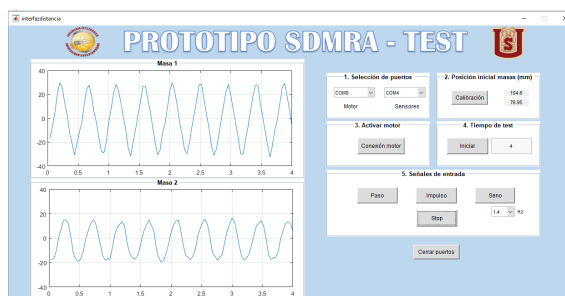 interfazdistancia
PROTOTIPO SDMRA - TEST
Masa 1
40
20
0
-20
-40
0 0.5 1 1.5 2 2.5 3 3.5 4
Masa 2
40
20
0
-20
-40
0 0.5 1 1.5 2 2.5 3 3.5 4
1. Selección de puertos
COM8 COM4
Motor Sensores
2. Posición inicial masas (mm)
Calibración
104.6
78.95
3. Activar motor
Conexión motor
4. Tiempo de test
Iniciar 4
5. Señales de entrada
Paso Impulso Seno
Stop 1.4 Hz
Cerrar puertos